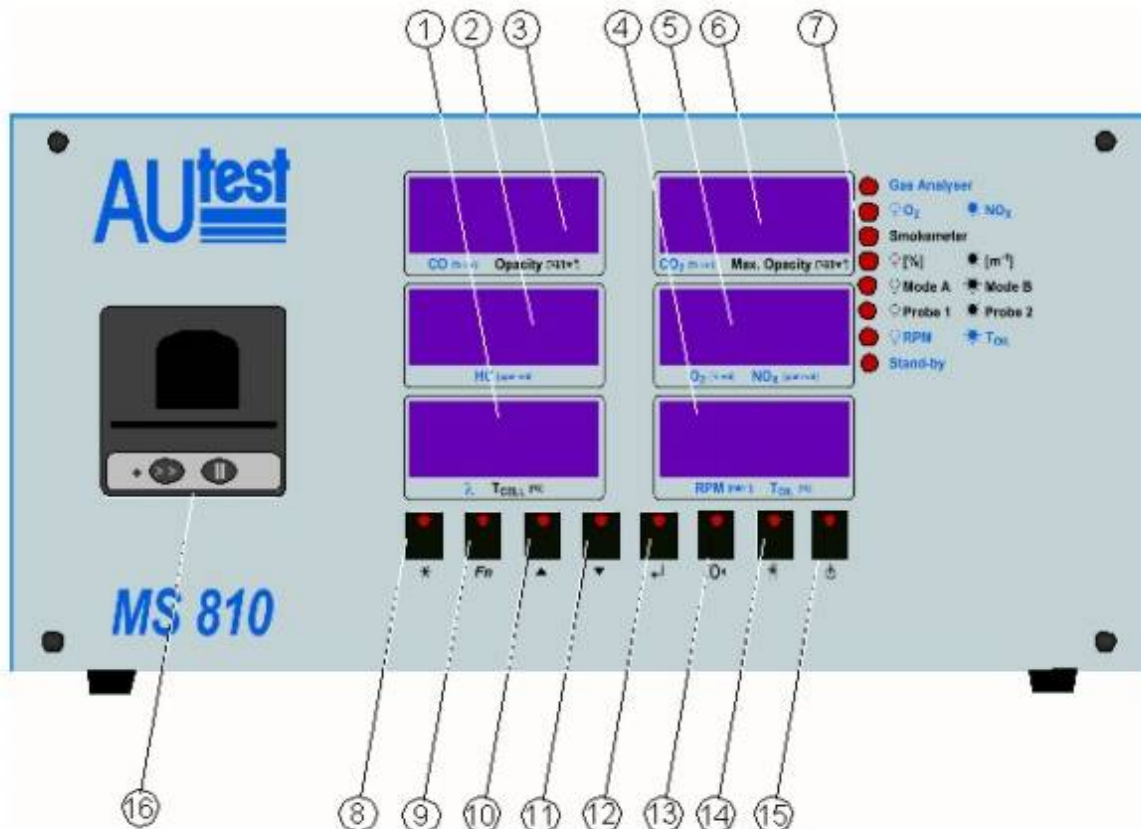 1 2 3 4 5 6 7
AUtest
CO Opacity
CO₂ Max. Opacity
HC
O₂ NOx
λ TCELL
RPM TOIL
Gas Analyser
O₂ NOx
Smokemeter
[%] [m⁻¹]
Mode A Mode B
Probe 1 Probe 2
RPM TOIL
Stand-by
>> ||
Fn
MS 810
16 8 9 10 11 12 13 14 15